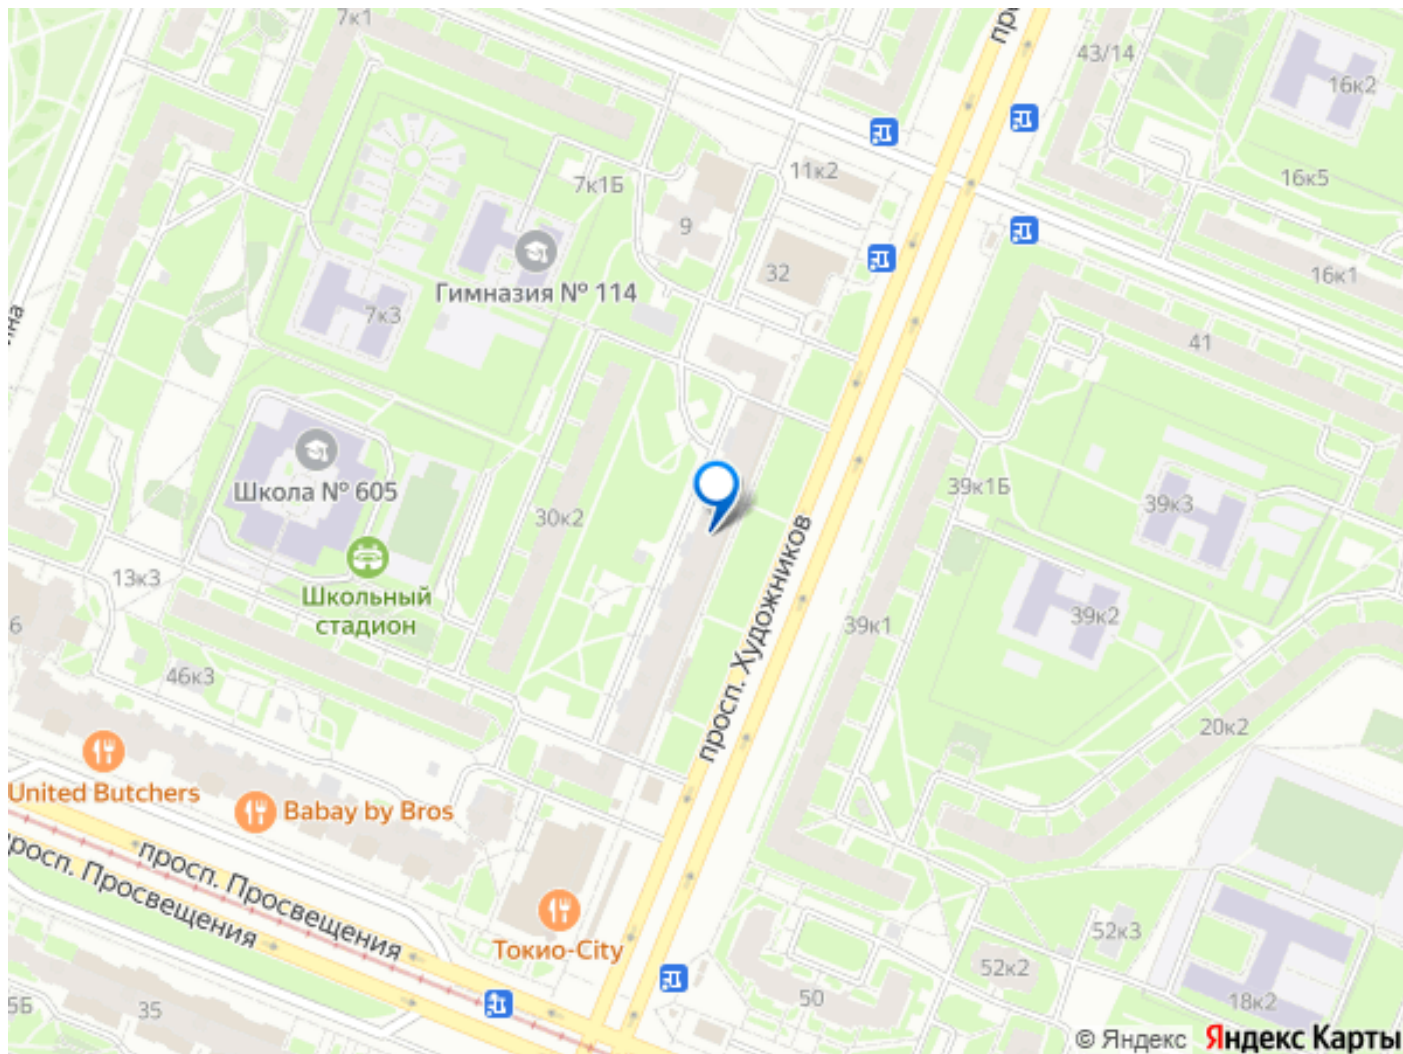 7к1
про
43/14
16к2
7к1Б
11к2
16к5
9
32
16к1
Гимназия № 114
7к3
на
41
Школа № 605
39к1Б
39к3
30к2
просп. Художников
13к3
Школьный
стадион
6
39к1
39к2
46к3
20к2
United Butchers
Babay by Bros
просп. Просвещения
росп. Просвещения
Токио-City
52к3
52к2
50
18к2
5Б
35
© Яндекс Яндекс Карты